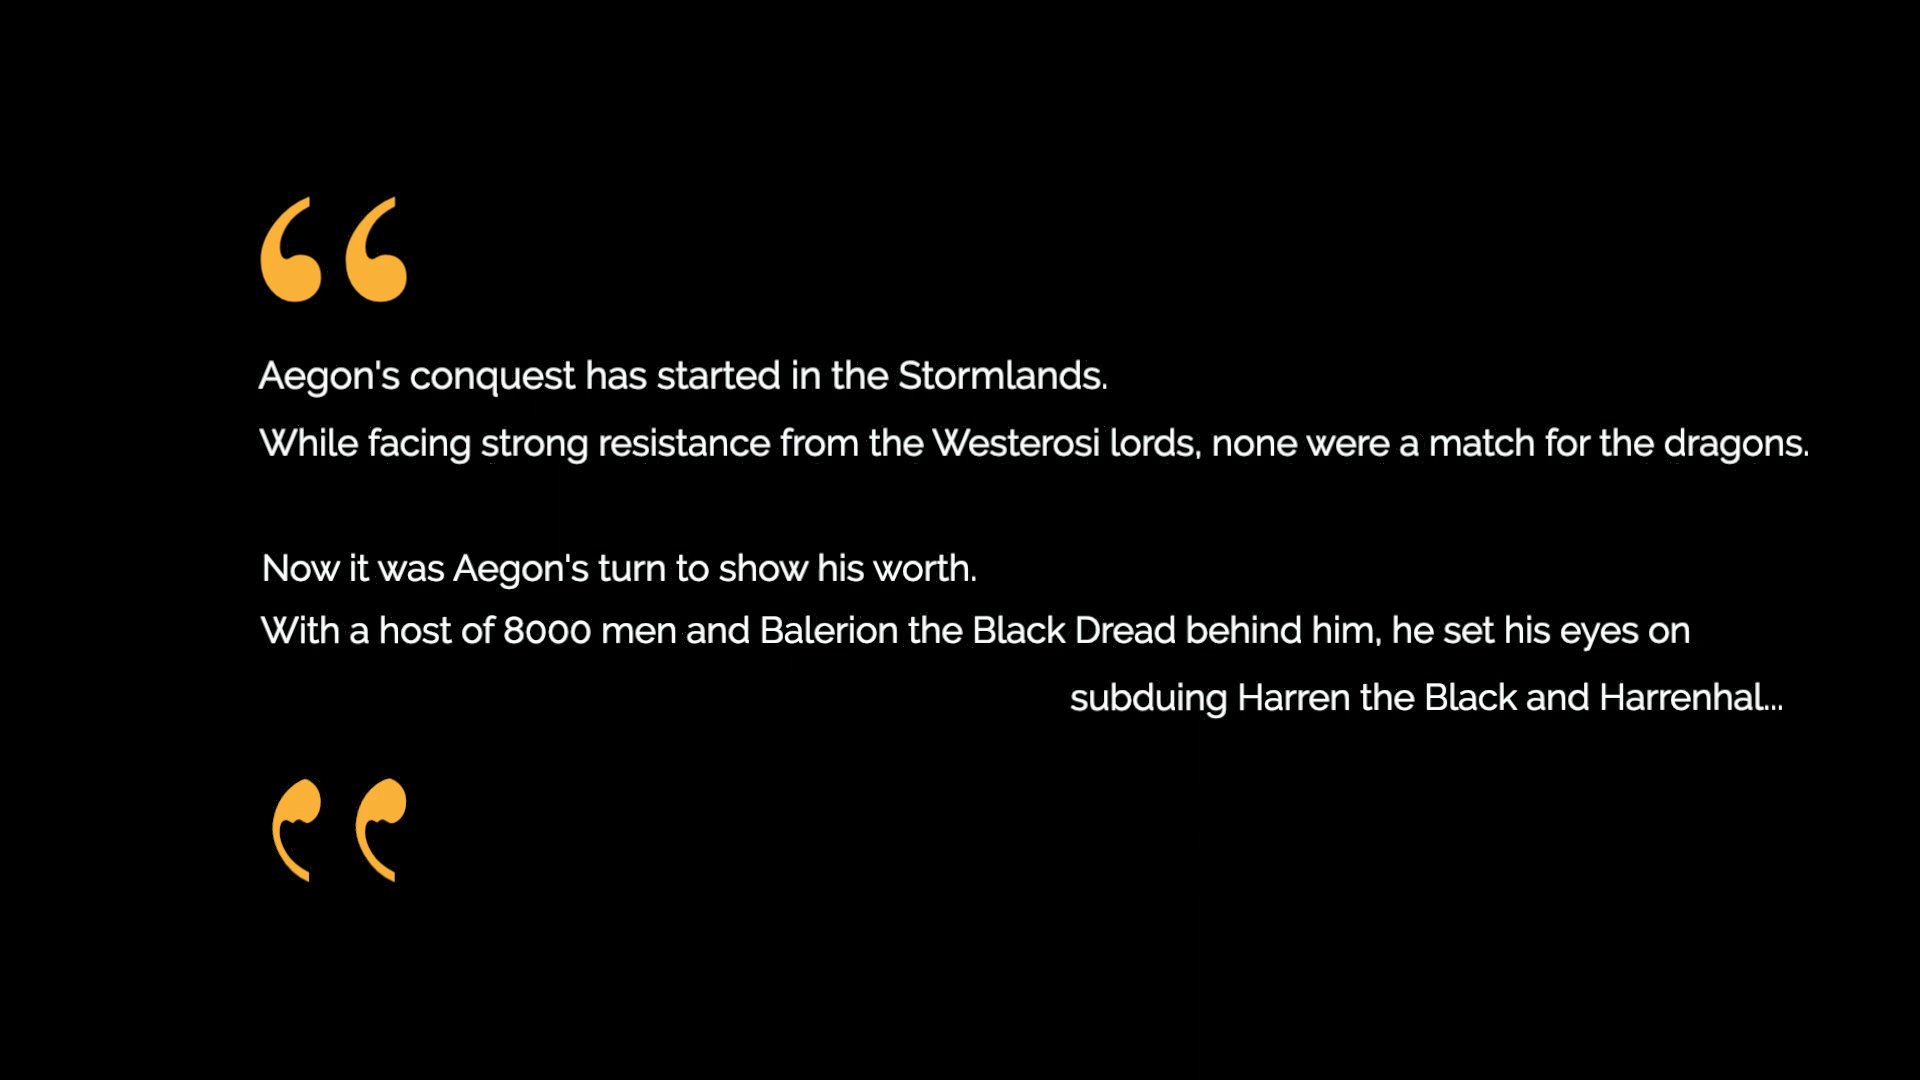 “
Aegon's conquest has started in the Stormlands.
While facing strong resistance from the Westerosi lords, none were a match for the dragons.
Now it was Aegon's turn to show his worth.
With a host of 8000 men and Balerion the Black Dread behind him, he set his eyes on
subduing Harren the Black and Harrenhal...
”